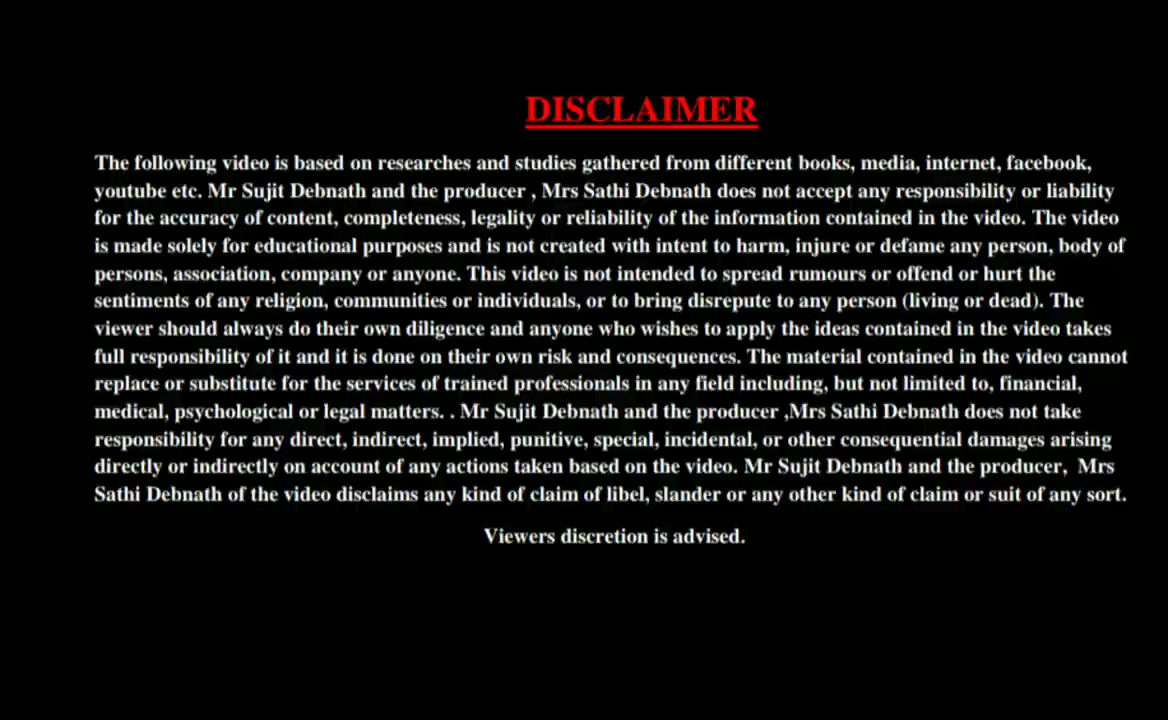 DISCLAIMER
The following video is based on researches and studies gathered from different books, media, internet, facebook,
youtube etc. Mr Sujit Debnath and the producer , Mrs Sathi Debnath does not accept any responsibility or liability
for the accuracy of content, completeness, legality or reliability of the information contained in the video. The video
is made solely for educational purposes and is not created with intent to harm, injure or defame any person, body of
persons, association, company or anyone. This video is not intended to spread rumours or offend or hurt the
sentiments of any religion, communities or individuals, or to bring disrepute to any person (living or dead). The
viewer should always do their own diligence and anyone who wishes to apply the ideas contained in the video takes
full responsibility of it and it is done on their own risk and consequences. The material contained in the video cannot
replace or substitute for the services of trained professionals in any field including, but not limited to, financial,
medical, psychological or legal matters. . Mr Sujit Debnath and the producer ,Mrs Sathi Debnath does not take
responsibility for any direct, indirect, implied, punitive, special, incidental, or other consequential damages arising
directly or indirectly on account of any actions taken based on the video. Mr Sujit Debnath and the producer,  Mrs
Sathi Debnath of the video disclaims any kind of claim of libel, slander or any other kind of claim or suit of any sort.
Viewers discretion is advised.